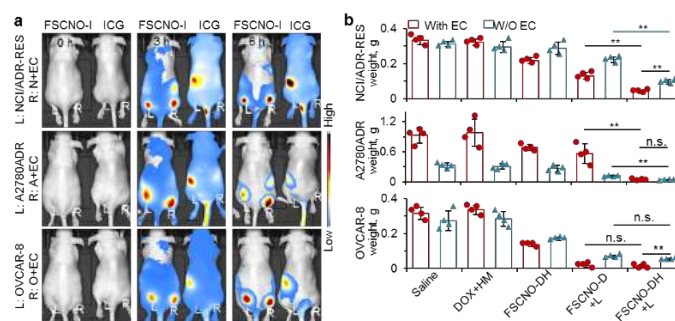 a
FSCNO-I ICG FSCNO-I ICG FSCNO-I ICG
0 h 3 h 6 h
L: NCI/ADR-RES
R: N+EC
L R L R L R
L: A2780ADR
R: A+EC
L R L R L R
L: OVCAR-8
R: O+EC
L R L R L R
High
Low
b
With EC W/O EC
NCI/ADR-RES
weight, g
0.4
0.2
0.0
**
**
**
A2780ADR
weight, g
1.2
0.6
0.0
**
n.s.
**
OVCAR-8
weight, g
0.4
0.2
0.0
n.s.
n.s.
**
Saline
DOX+HM
FSCNO-DH
FSCNO-D
+L
FSCNO-DH
+L